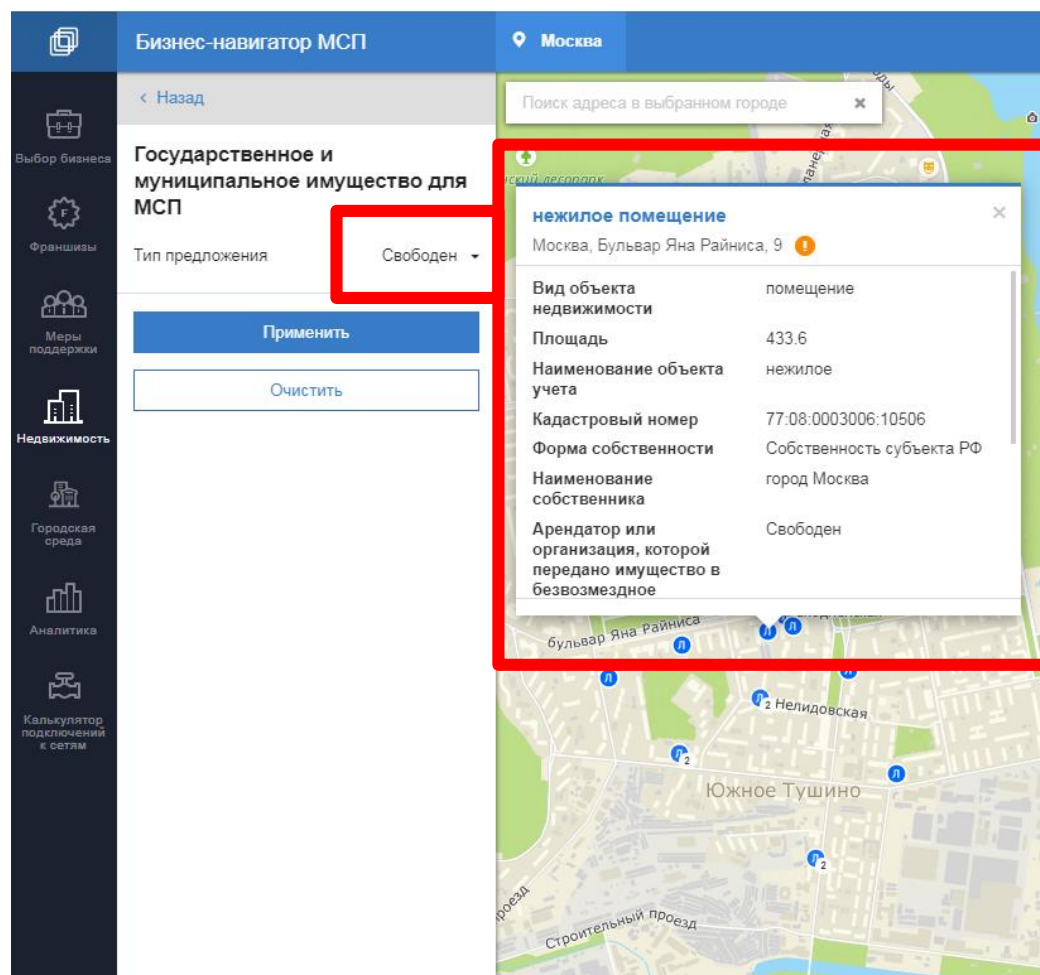 Бизнес-навигатор МСП
Москва
Выбор бизнеса
Франшизы
Меры
поддержки
Недвижимость
Городская
среда
Аналитика
Калькулятор
подключений
к сетям
< Назад
Государственное и
муниципальное имущество для
МСП
Тип предложения Свободен
Применить
Очистить
Поиск адреса в выбранном городе
нежилое помещение
Москва, Бульвар Яна Райниса, 9
Вид объекта
недвижимости
помещение
Площадь 433.6
Наименование объекта
учета
нежилое
Кадастровый номер 77:08:0003006:10506
Форма собственности Собственность субъекта РФ
Наименование
собственника
город Москва
Арендатор или
организация, которой
передано имущество в
безвозмездное
Свободен
бульвар Яна Райниса
Л
Л
Л
Л
Л
2 Нелидовская
2
Л
Южное Тушино
2
проезд
Строительный проезд